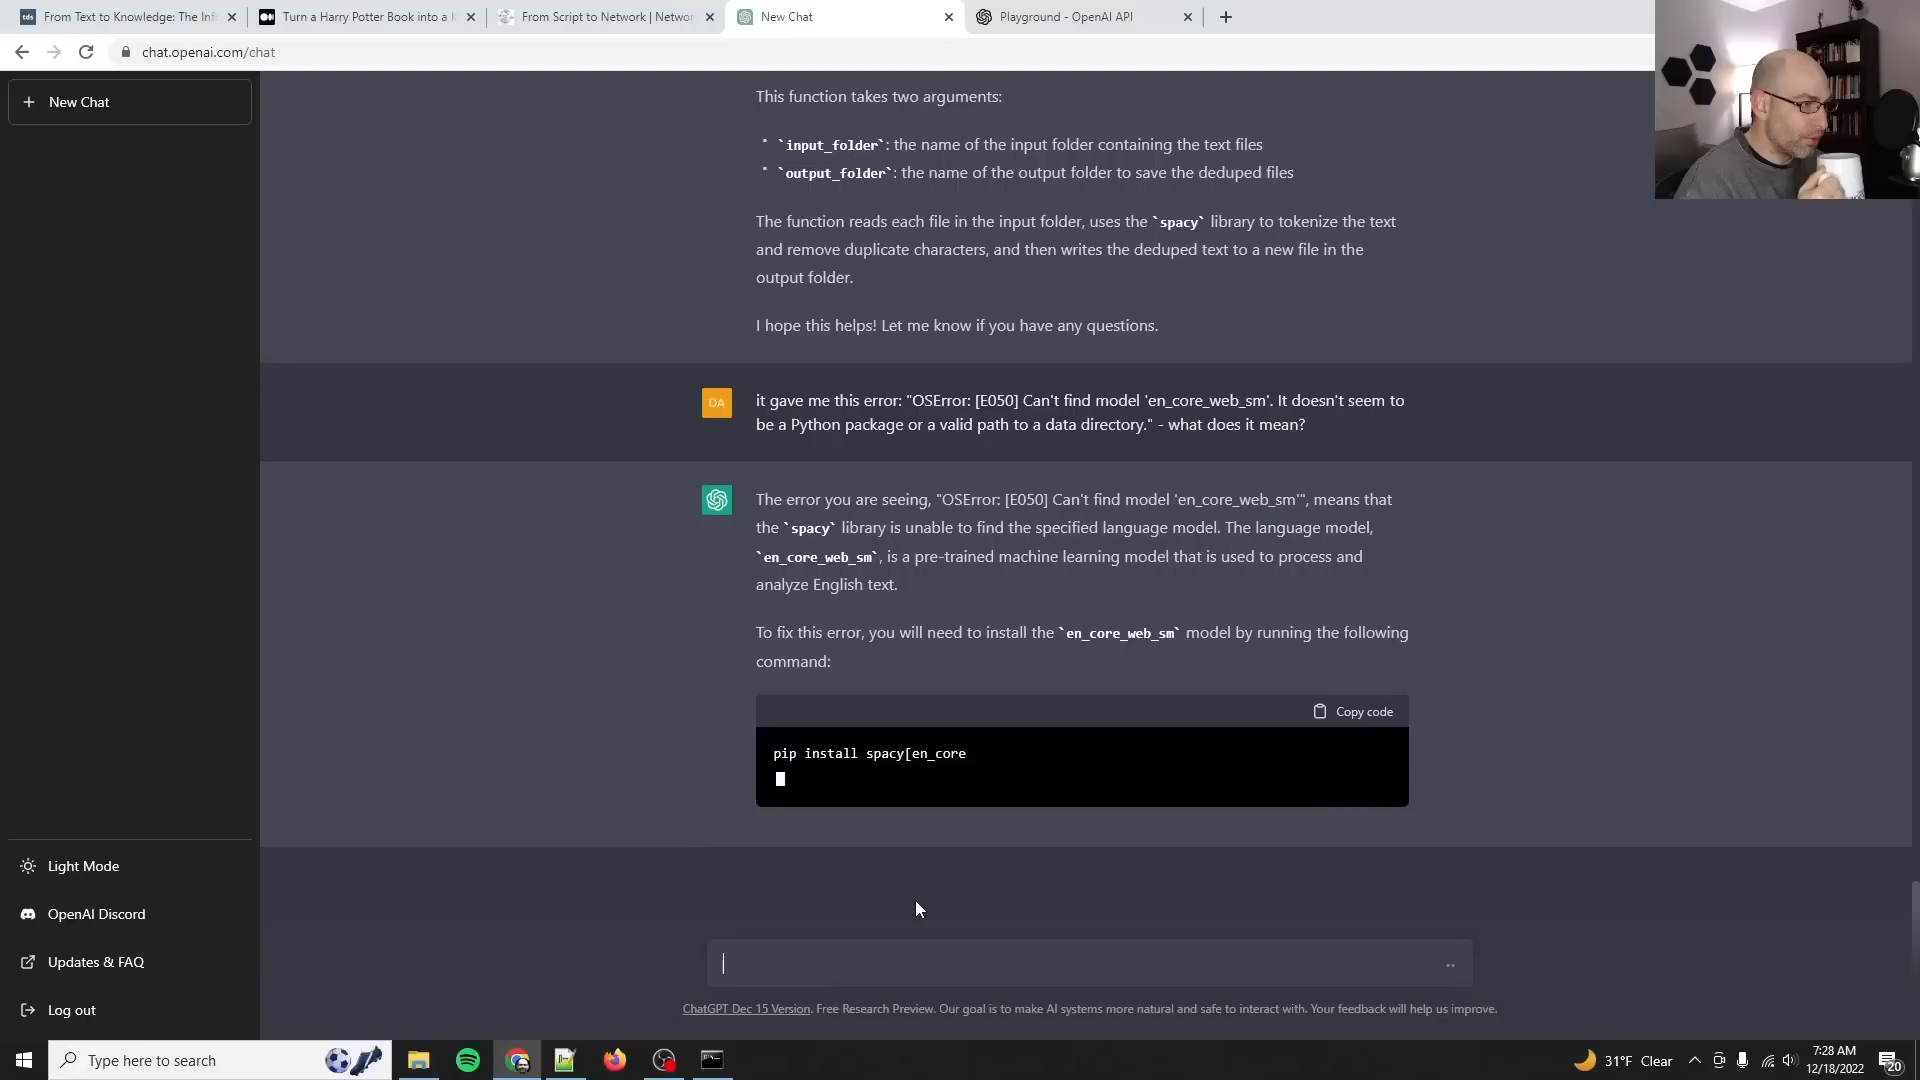 From Text to Knowledge: The Inf
Turn a Harry Potter Book into a
From Script to Network | Networ
New Chat
Playground - OpenAI API
chat.openai.com/chat
New Chat
This function takes two arguments:
`input_folder`: the name of the input folder containing the text files
`output_folder`: the name of the output folder to save the deduped files
The function reads each file in the input folder, uses the `spacy` library to tokenize the text
and remove duplicate characters, and then writes the deduped text to a new file in the
output folder.
I hope this helps! Let me know if you have any questions.
DA
it gave me this error: "OSError: [E050] Can't find model 'en_core_web_sm'. It doesn't seem to
be a Python package or a valid path to a data directory." - what does it mean?
The error you are seeing, "OSError: [E050] Can't find model 'en_core_web_sm'", means that
the `spacy` library is unable to find the specified language model. The language model,
`en_core_web_sm`, is a pre-trained machine learning model that is used to process and
analyze English text.
To fix this error, you will need to install the `en_core_web_sm` model by running the following
command:
Copy code
pip install spacy[en_core
Light Mode
OpenAI Discord
Updates & FAQ
Log out
ChatGPT Dec 15 Version. Free Research Preview. Our goal is to make AI systems more natural and safe to interact with. Your feedback will help us improve.
Type here to search
31°F Clear
7:28 AM
12/18/2022
20